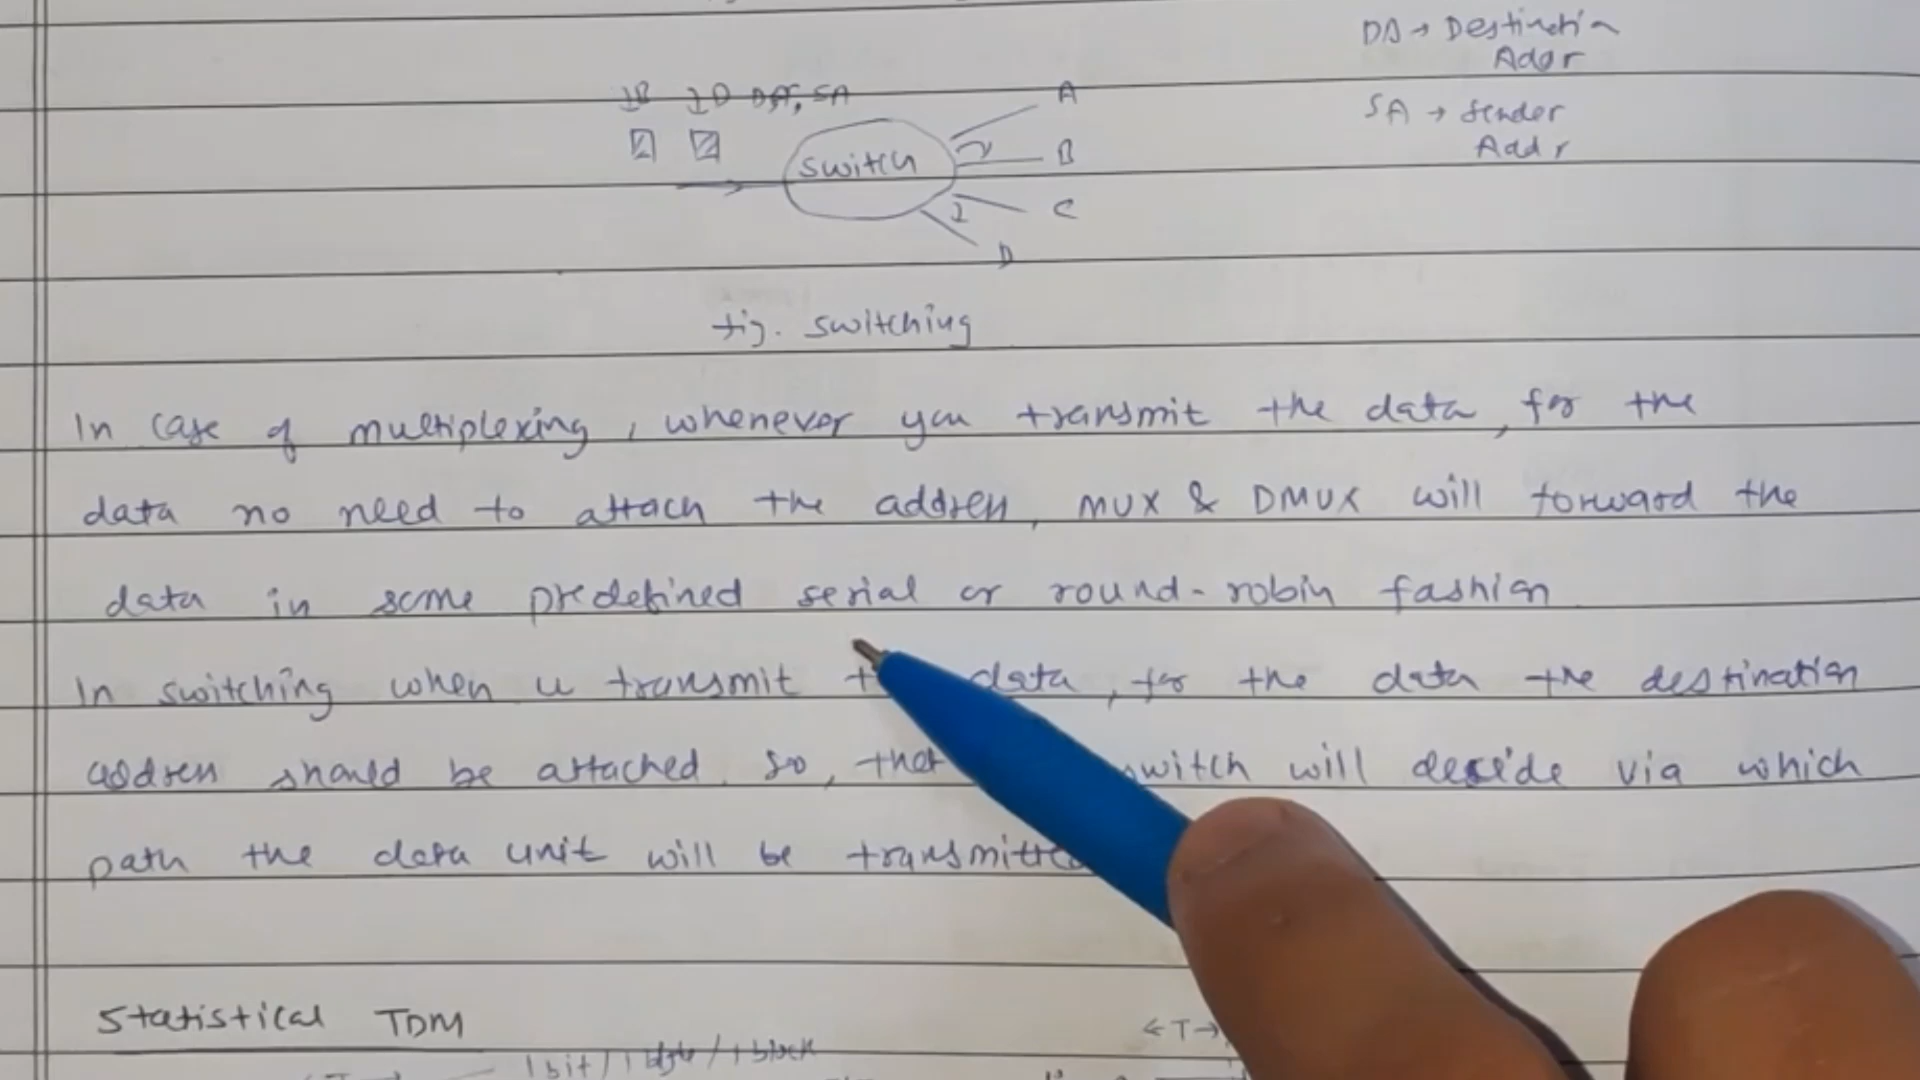 DA → Destination
Addr
SA → Sender
Addr
DA, SA
A
Switch
B
C
D
fig. switching
In case of multiplexing, whenever you transmit the data, for the
data no need to attach the address, MUX & DMUX will forward the
data in some predefined serial or round-robin fashion
In switching when u transmit data, for the data the destination
address should be attached. so, that switch will decide via which
path the data unit will be transmitted
Statistical TDM
← T →
1 bit / 1 byte / 1 block